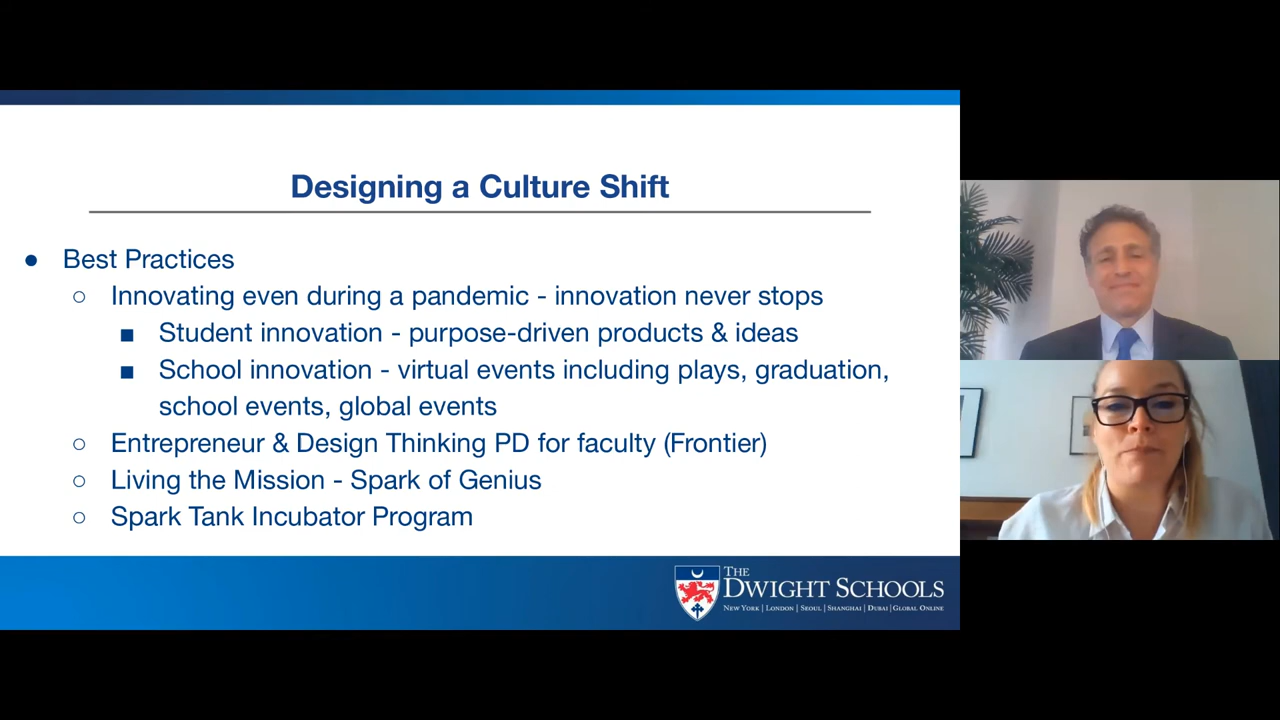 Designing a Culture Shift
● Best Practices
○ Innovating even during a pandemic - innovation never stops
■ Student innovation - purpose-driven products & ideas
■ School innovation - virtual events including plays, graduation,
school events, global events
○ Entrepreneur & Design Thinking PD for faculty (Frontier)
○ Living the Mission - Spark of Genius
○ Spark Tank Incubator Program
THE
DWIGHT SCHOOLS
NEW YORK | LONDON | SEOUL | SHANGHAI | DUBAI | GLOBAL ONLINE